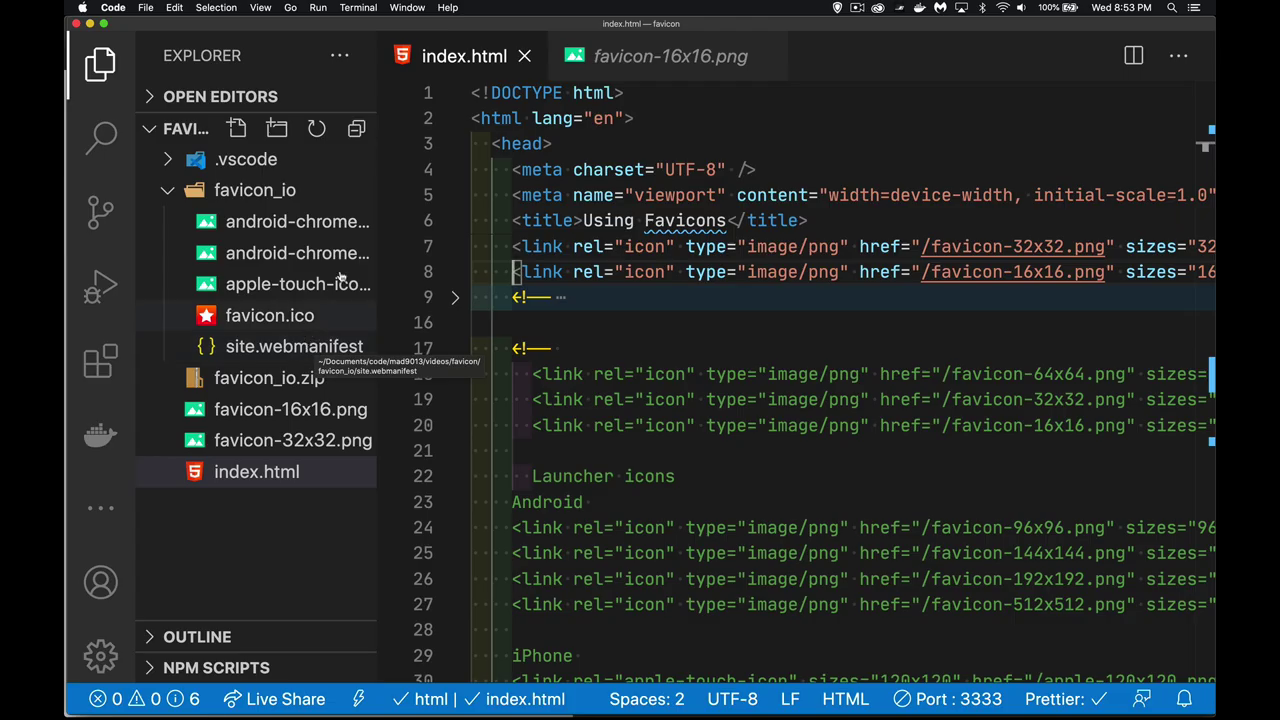 Code File Edit Selection View Go Run Terminal Window Help 100% Wed 8:53 PM
index.html — favicon
EXPLORER
index.html
favicon-16x16.png
OPEN EDITORS
FAVI...
.vscode
favicon_io
android-chrome...
android-chrome...
apple-touch-ico...
favicon.ico
site.webmanifest
~/Documents/code/mad9013/videos/favicon/
favicon_io/site.webmanifest
favicon_io.zip
favicon-16x16.png
favicon-32x32.png
index.html
OUTLINE
NPM SCRIPTS
1 <!DOCTYPE html>
2 <html lang="en">
3 <head>
4 <meta charset="UTF-8" />
5 <meta name="viewport" content="width=device-width, initial-scale=1.0"
6 <title>Using Favicons</title>
7 <link rel="icon" type="image/png" href="/favicon-32x32.png" sizes="32
8 <link rel="icon" type="image/png" href="/favicon-16x16.png" sizes="16
9 <!-- ...
16
17 <!--
<link rel="icon" type="image/png" href="/favicon-64x64.png" sizes=
19 <link rel="icon" type="image/png" href="/favicon-32x32.png" sizes=
20 <link rel="icon" type="image/png" href="/favicon-16x16.png" sizes=
21
22 Launcher icons
23 Android
24 <link rel="icon" type="image/png" href="/favicon-96x96.png" sizes="96
25 <link rel="icon" type="image/png" href="/favicon-144x144.png" sizes="
26 <link rel="icon" type="image/png" href="/favicon-192x192.png" sizes="
27 <link rel="icon" type="image/png" href="/favicon-512x512.png" sizes="
28
29 iPhone
30 <link rel="apple-touch-icon" sizes="120x120" href="/apple-120x120.png
0 0 6 Live Share html | index.html Spaces: 2 UTF-8 LF HTML Port : 3333 Prettier: